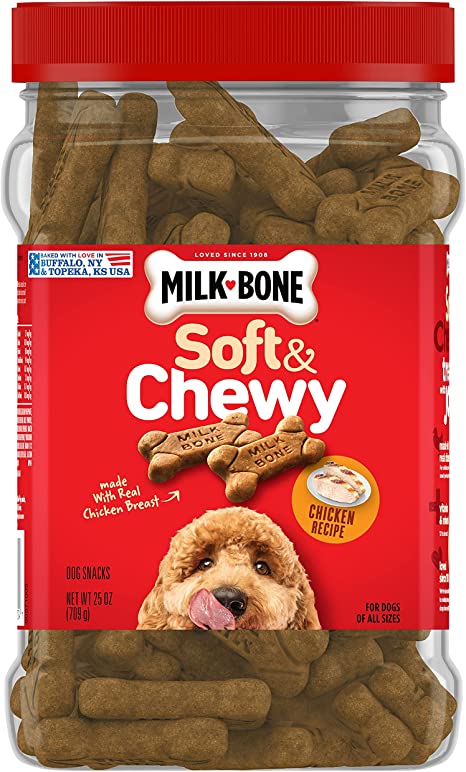 BAKED WITH LOVE IN
BUFFALO, NY
& TOPEKA, KS USA
LOVED SINCE 1908
MILK-BONE
Soft &
Chewy
MILK
BONE
MILK
BONE
made
With Real
Chicken Breast
CHICKEN
RECIPE
DOG SNACKS
NET WT 25 OZ
(709 g)
FOR DOGS
OF ALL SIZES
MILK
BONE